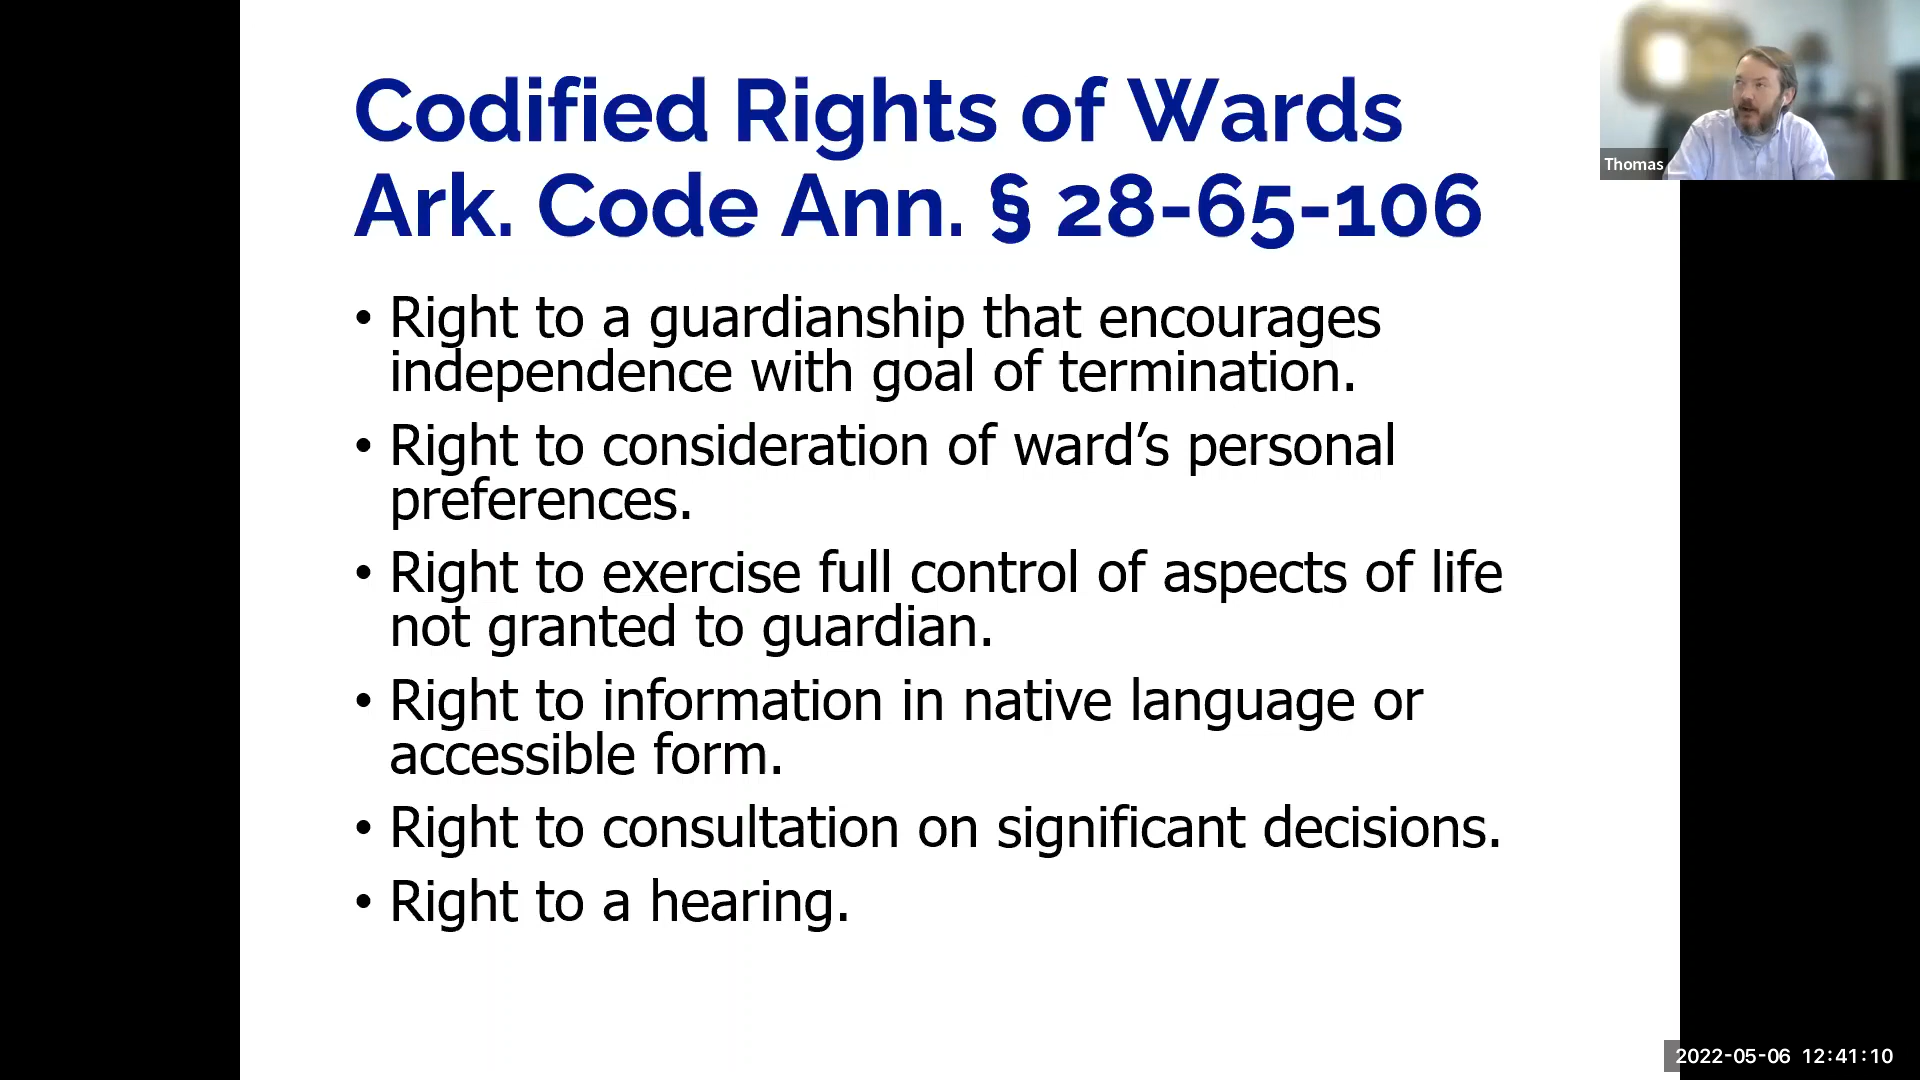 Codified Rights of Wards
Ark. Code Ann. § 28-65-106
• Right to a guardianship that encourages
independence with goal of termination.
• Right to consideration of ward’s personal
preferences.
• Right to exercise full control of aspects of life
not granted to guardian.
• Right to information in native language or
accessible form.
• Right to consultation on significant decisions.
• Right to a hearing.
Thomas
2022-05-06 12:41:10